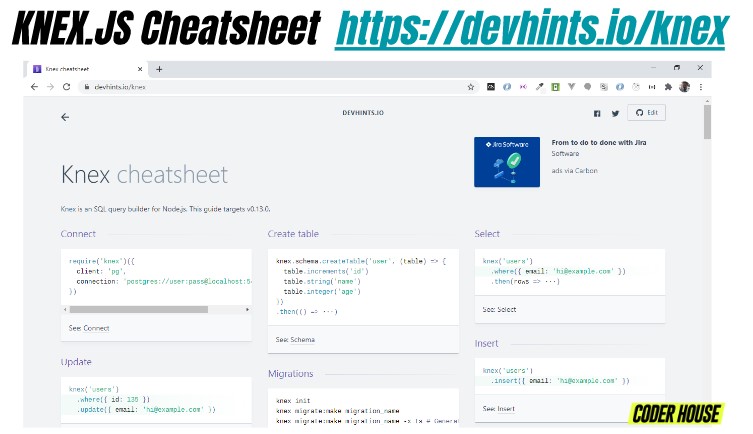 KNEX.JS Cheatsheet https://devhints.io/knex
Knex cheatsheet
devhints.io/knex
DEVHINTS.IO
Edit
Jira Software
From to do to done with Jira
Software
ads via Carbon
Knex cheatsheet
Knex is an SQL query builder for Node.js. This guide targets v0.13.0.
Connect
require('knex')({
client: 'pg',
connection: 'postgres://user:pass@localhost:5
})
See: Connect
Create table
knex.schema.createTable('user', (table) => {
table.increments('id')
table.string('name')
table.integer('age')
})
.then(() => ···)
See: Schema
Select
knex('users')
.where({ email: 'hi@example.com' })
.then(rows => ···)
See: Select
Update
knex('users')
.where({ id: 135 })
.update({ email: 'hi@example.com' })
Migrations
knex init
knex migrate:make migration_name
knex migrate:make migration_name -x ts # Genera
Insert
knex('users')
.insert({ email: 'hi@example.com' })
See: Insert
CODER HOUSE